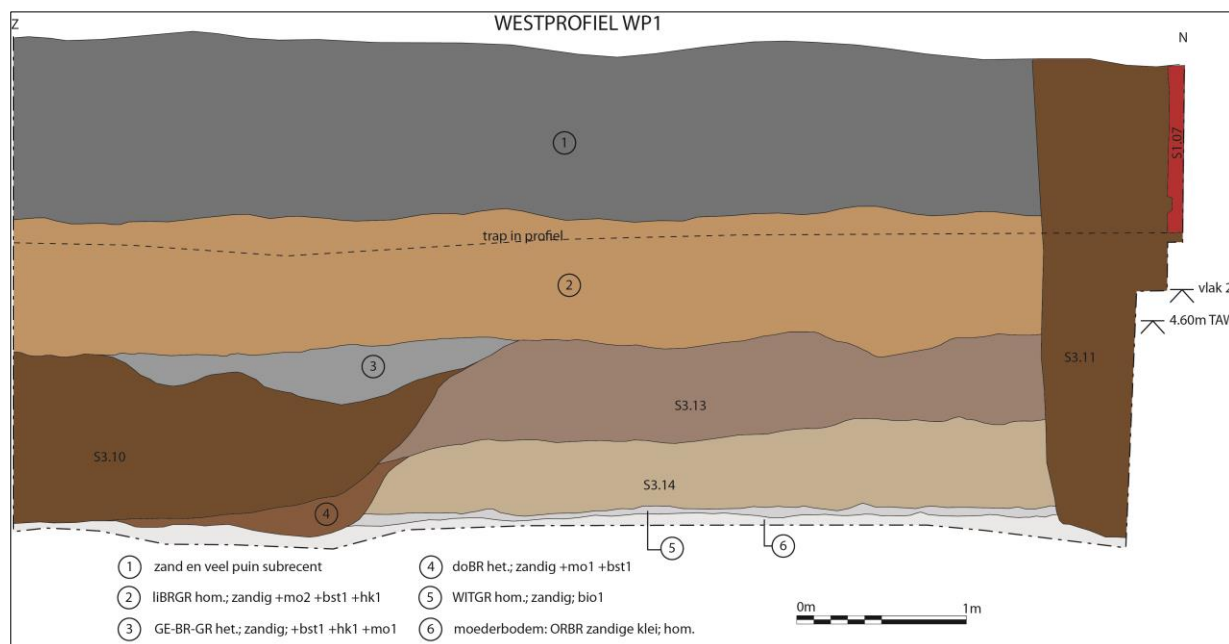 WESTPROFIEL WP1
Z
N
1
S1.07
trap in profiel
2
vlak 2
4.60m TAW
3
S3.11
S3.13
S3.10
S3.14
4
5
6
1 zand en veel puin subrecent
2 liBRGR hom.; zandig +mo2 +bst1 +hk1
3 GE-BR-GR het.; zandig; +bst1 +hk1 +mo1
4 doBR het.; zandig +mo1 +bst1
5 WITGR hom.; zandig; bio1
6 moederbodem: ORBR zandige klei; hom.
0m 1m